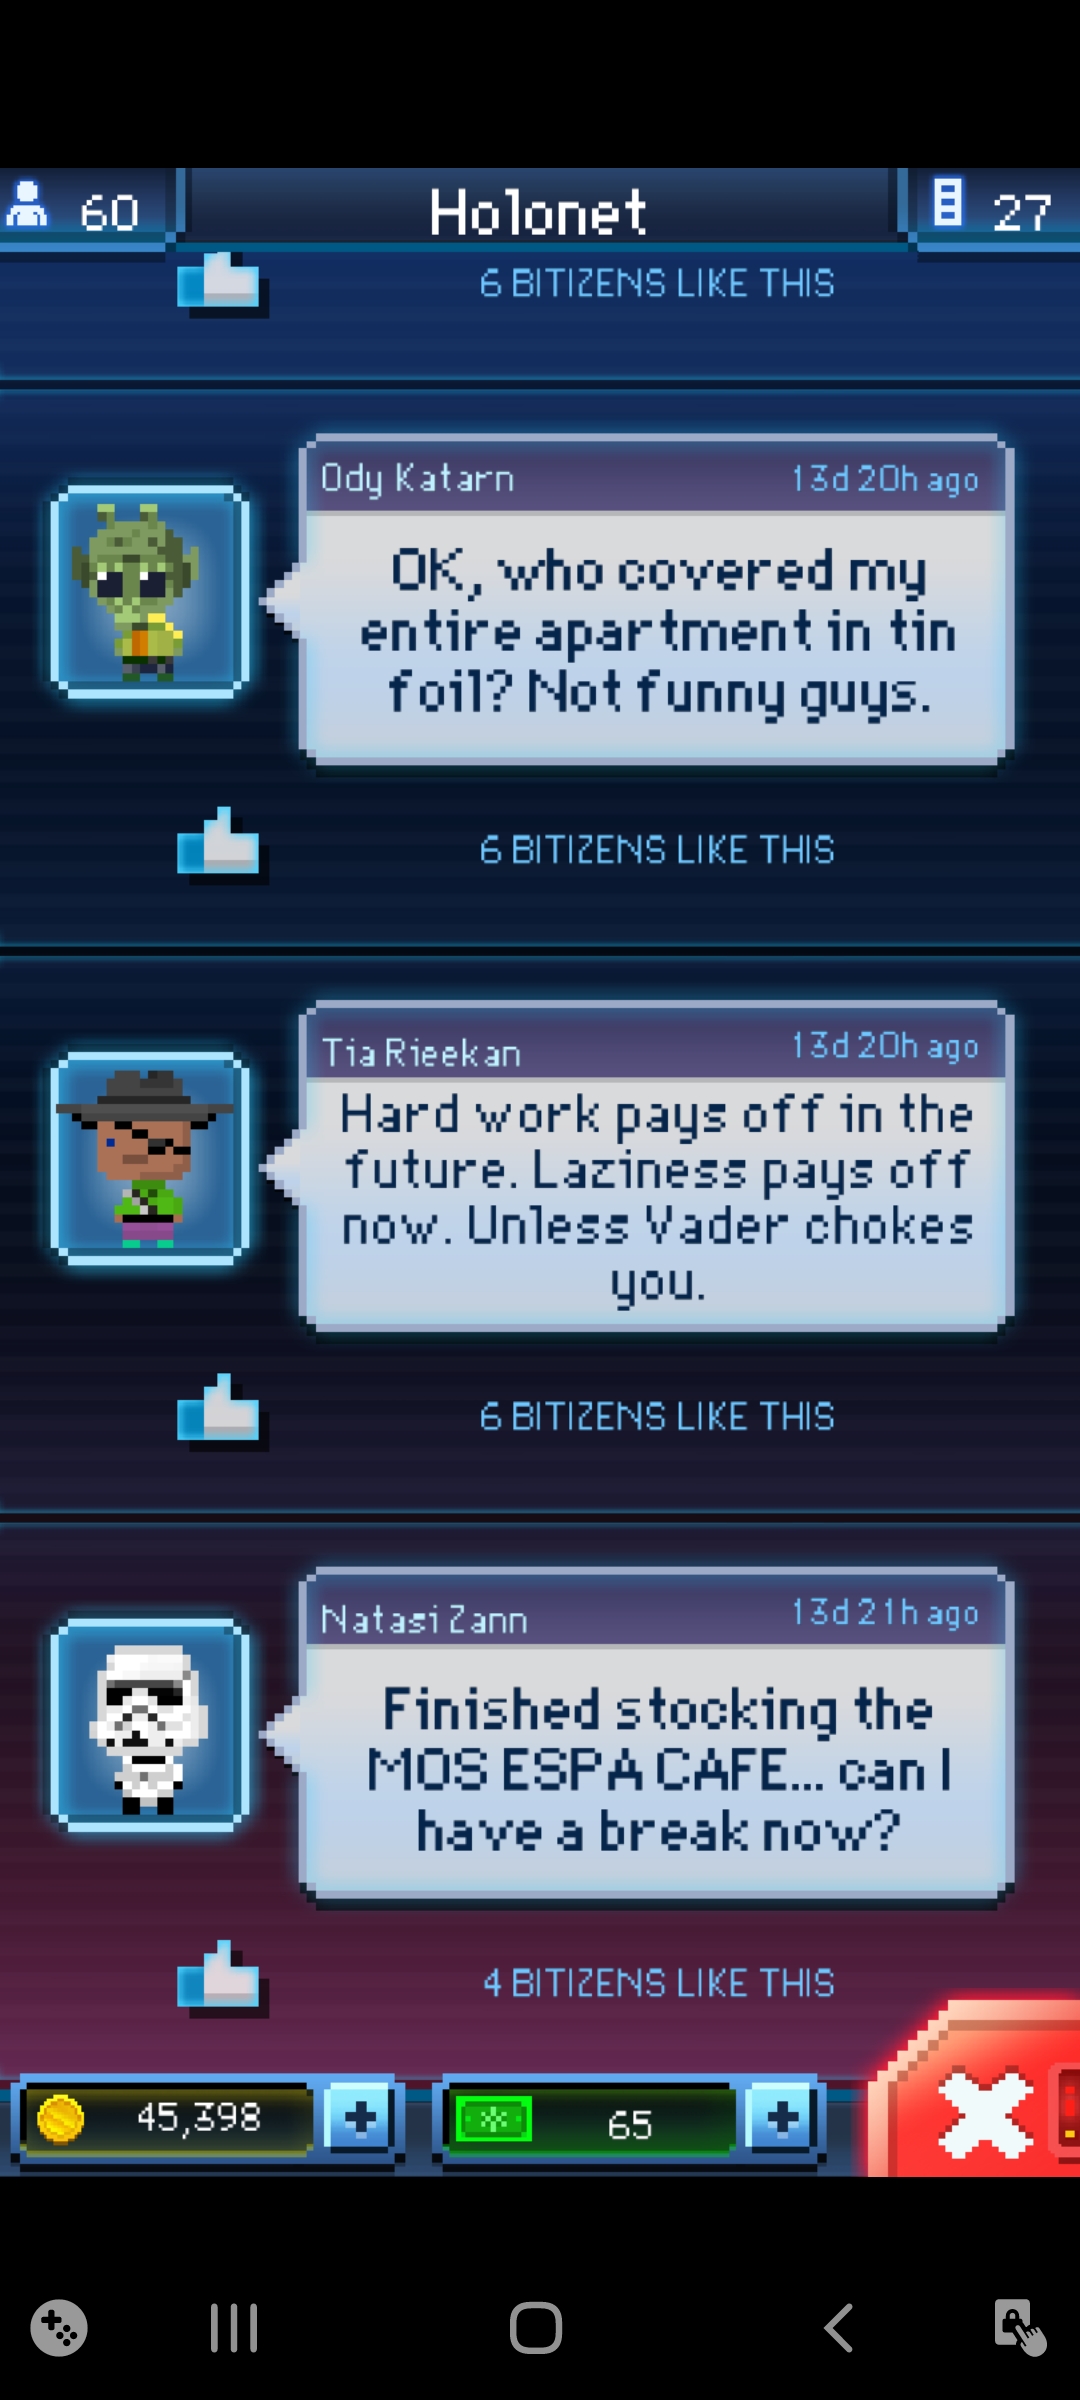 60
Holonet
27
6 BITIZENS LIKE THIS
Ody Katarn
13d 20h ago
OK, who covered my
entire apartment in tin
foil? Not funny guys.
6 BITIZENS LIKE THIS
Tia Rieekan
13d 20h ago
Hard work pays off in the
future. Laziness pays off
now. Unless Vader chokes
you.
6 BITIZENS LIKE THIS
Natasi Zann
13d 21h ago
Finished stocking the
MOS ESPA CAFE... can I
have a break now?
4 BITIZENS LIKE THIS
45,398
65